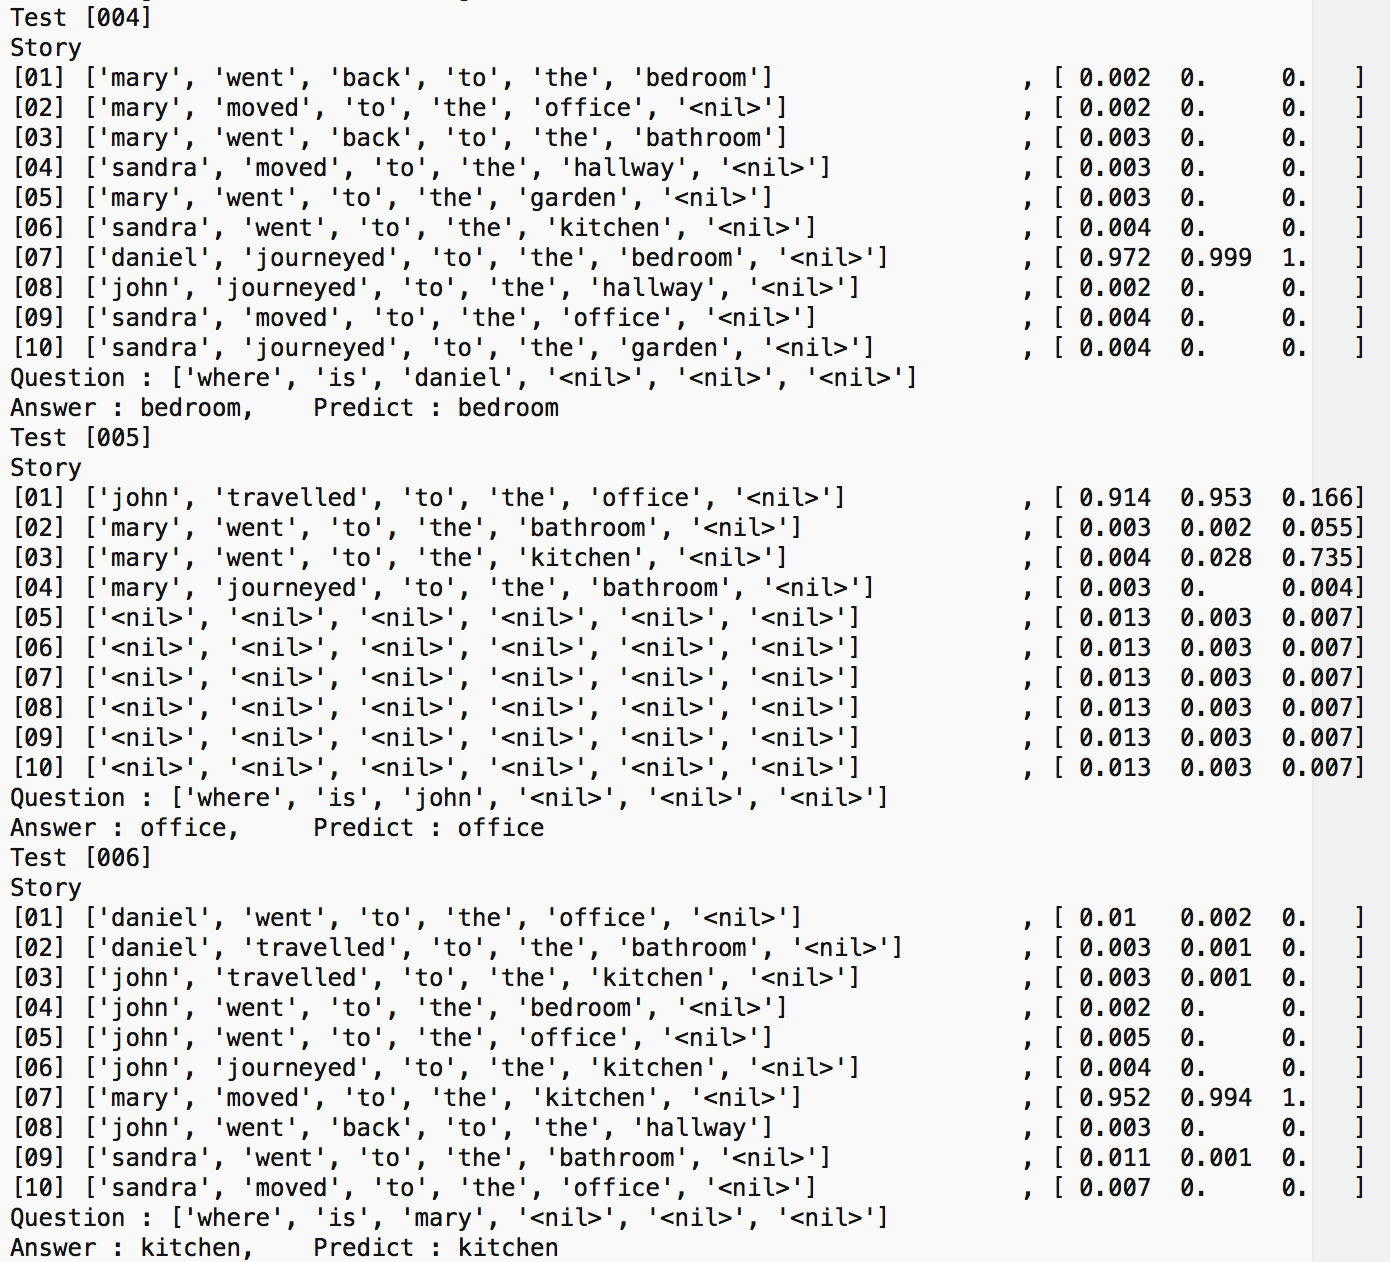 Test [004]
Story
[01] ['mary', 'went', 'back', 'to', 'the', 'bedroom'] , [ 0.002 0. 0. ]
[02] ['mary', 'moved', 'to', 'the', 'office', '<nil>'] , [ 0.002 0. 0. ]
[03] ['mary', 'went', 'back', 'to', 'the', 'bathroom'] , [ 0.003 0. 0. ]
[04] ['sandra', 'moved', 'to', 'the', 'hallway', '<nil>'] , [ 0.003 0. 0. ]
[05] ['mary', 'went', 'to', 'the', 'garden', '<nil>'] , [ 0.003 0. 0. ]
[06] ['sandra', 'went', 'to', 'the', 'kitchen', '<nil>'] , [ 0.004 0. 0. ]
[07] ['daniel', 'journeyed', 'to', 'the', 'bedroom', '<nil>'] , [ 0.972 0.999 1. ]
[08] ['john', 'journeyed', 'to', 'the', 'hallway', '<nil>'] , [ 0.002 0. 0. ]
[09] ['sandra', 'moved', 'to', 'the', 'office', '<nil>'] , [ 0.004 0. 0. ]
[10] ['sandra', 'journeyed', 'to', 'the', 'garden', '<nil>'] , [ 0.004 0. 0. ]
Question : ['where', 'is', 'daniel', '<nil>', '<nil>', '<nil>']
Answer : bedroom, Predict : bedroom
Test [005]
Story
[01] ['john', 'travelled', 'to', 'the', 'office', '<nil>'] , [ 0.914 0.953 0.166]
[02] ['mary', 'went', 'to', 'the', 'bathroom', '<nil>'] , [ 0.003 0.002 0.055]
[03] ['mary', 'went', 'to', 'the', 'kitchen', '<nil>'] , [ 0.004 0.028 0.735]
[04] ['mary', 'journeyed', 'to', 'the', 'bathroom', '<nil>'] , [ 0.003 0. 0.004]
[05] ['<nil>', '<nil>', '<nil>', '<nil>', '<nil>', '<nil>'] , [ 0.013 0.003 0.007]
[06] ['<nil>', '<nil>', '<nil>', '<nil>', '<nil>', '<nil>'] , [ 0.013 0.003 0.007]
[07] ['<nil>', '<nil>', '<nil>', '<nil>', '<nil>', '<nil>'] , [ 0.013 0.003 0.007]
[08] ['<nil>', '<nil>', '<nil>', '<nil>', '<nil>', '<nil>'] , [ 0.013 0.003 0.007]
[09] ['<nil>', '<nil>', '<nil>', '<nil>', '<nil>', '<nil>'] , [ 0.013 0.003 0.007]
[10] ['<nil>', '<nil>', '<nil>', '<nil>', '<nil>', '<nil>'] , [ 0.013 0.003 0.007]
Question : ['where', 'is', 'john', '<nil>', '<nil>', '<nil>']
Answer : office, Predict : office
Test [006]
Story
[01] ['daniel', 'went', 'to', 'the', 'office', '<nil>'] , [ 0.01 0.002 0. ]
[02] ['daniel', 'travelled', 'to', 'the', 'bathroom', '<nil>'] , [ 0.003 0.001 0. ]
[03] ['john', 'travelled', 'to', 'the', 'kitchen', '<nil>'] , [ 0.003 0.001 0. ]
[04] ['john', 'went', 'to', 'the', 'bedroom', '<nil>'] , [ 0.002 0. 0. ]
[05] ['john', 'went', 'to', 'the', 'office', '<nil>'] , [ 0.005 0. 0. ]
[06] ['john', 'journeyed', 'to', 'the', 'kitchen', '<nil>'] , [ 0.004 0. 0. ]
[07] ['mary', 'moved', 'to', 'the', 'kitchen', '<nil>'] , [ 0.952 0.994 1. ]
[08] ['john', 'went', 'back', 'to', 'the', 'hallway'] , [ 0.003 0. 0. ]
[09] ['sandra', 'went', 'to', 'the', 'bathroom', '<nil>'] , [ 0.011 0.001 0. ]
[10] ['sandra', 'moved', 'to', 'the', 'office', '<nil>'] , [ 0.007 0. 0. ]
Question : ['where', 'is', 'mary', '<nil>', '<nil>', '<nil>']
Answer : kitchen, Predict : kitchen